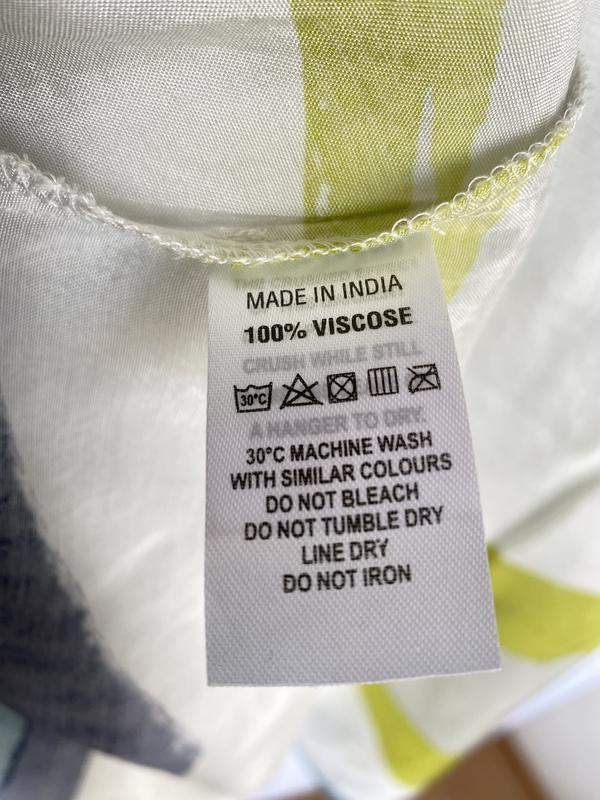 MADE IN INDIA
100% VISCOSE
CRUSH WHILE STILL
30°C
A HANGER TO DRY.
30°C MACHINE WASH
WITH SIMILAR COLOURS
DO NOT BLEACH
DO NOT TUMBLE DRY
LINE DRY
DO NOT IRON